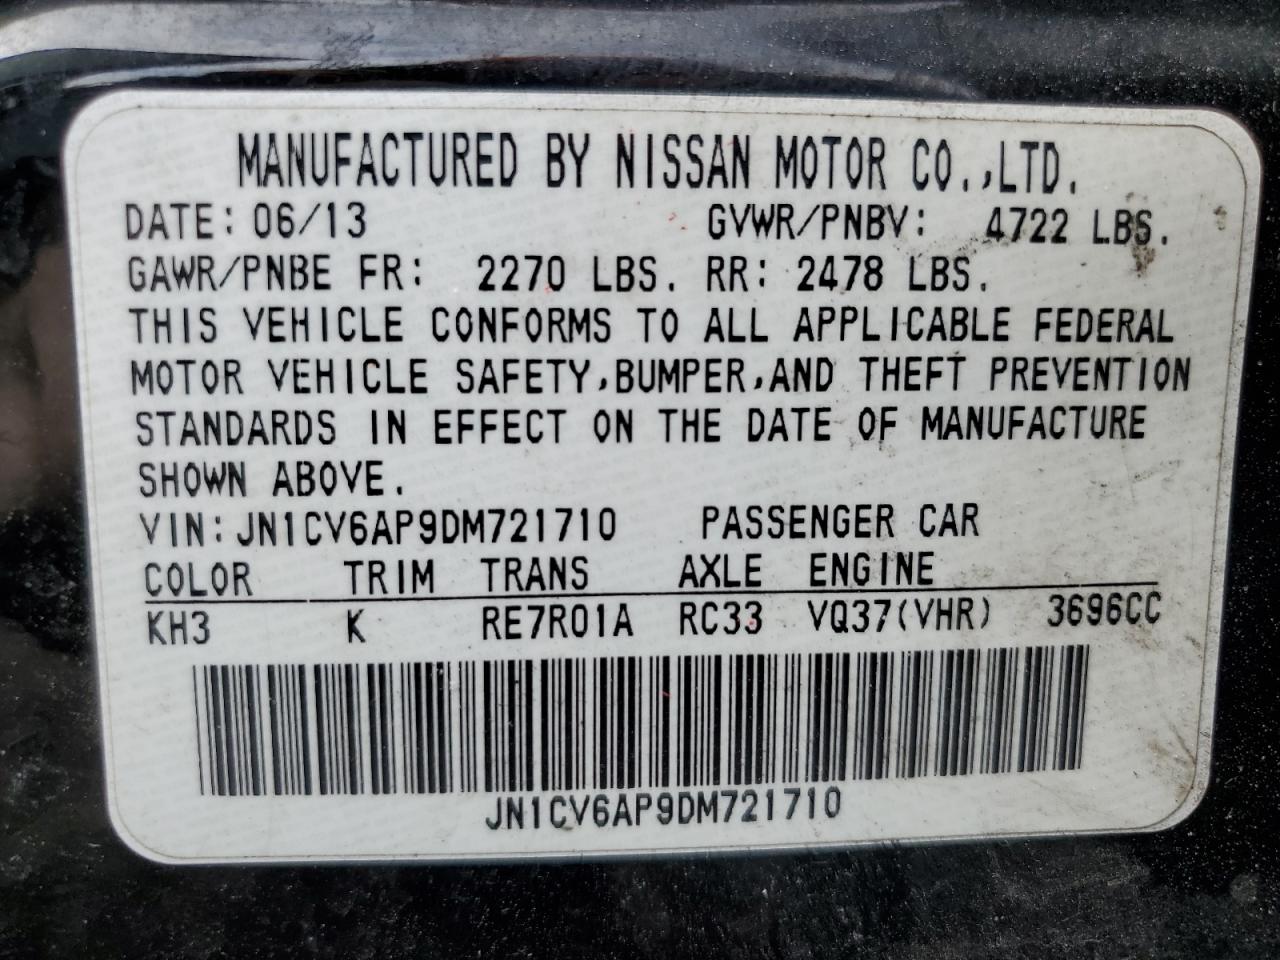 MANUFACTURED BY NISSAN MOTOR CO.,LTD.
DATE: 06/13 GVWR/PNBV: 4722 LBS.
GAWR/PNBE FR: 2270 LBS. RR: 2478 LBS.
THIS VEHICLE CONFORMS TO ALL APPLICABLE FEDERAL
MOTOR VEHICLE SAFETY,BUMPER,AND THEFT PREVENTION
STANDARDS IN EFFECT ON THE DATE OF MANUFACTURE
SHOWN ABOVE.
VIN:JN1CV6AP9DM721710 PASSENGER CAR
COLOR TRIM TRANS AXLE ENGINE
KH3 K RE7R01A RC33 VQ37(VHR) 3696CC
JN1CV6AP9DM721710